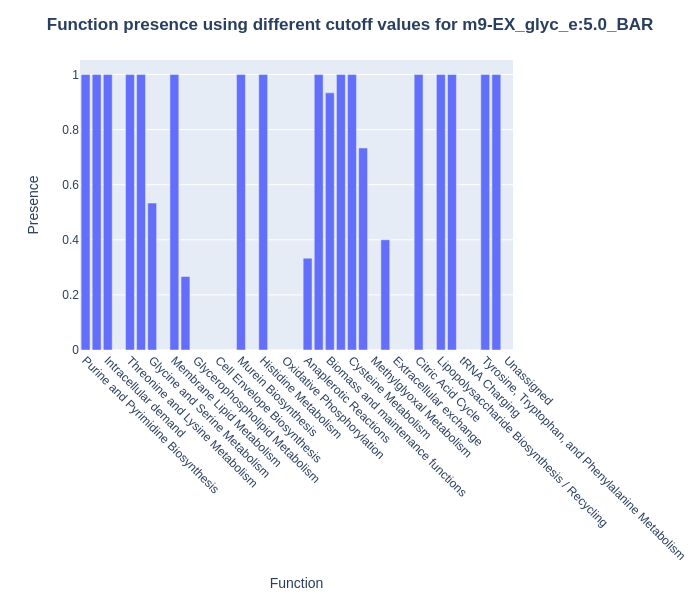 Function presence using different cutoff values for m9-EX_glyc_e:5.0_BAR
Presence
1
0.8
0.6
0.4
0.2
0
Purine and Pyrimidine Biosynthesis
Intracellular demand
Threonine and Lysine Metabolism
Glycine and Serine Metabolism
Membrane Lipid Metabolism
Glycerophospholipid Metabolism
Cell Envelope Biosynthesis
Murein Biosynthesis
Histidine Metabolism
Oxidative Phosphorylation
Anaplerotic Reactions
Biomass and maintenance functions
Cysteine Metabolism
Methylglyoxal Metabolism
Extracellular exchange
Citric Acid Cycle
Lipopolysaccharide Biosynthesis / Recycling
tRNA Charging
Tyrosine, Tryptophan, and Phenylalanine Metabolism
Unassigned
Function